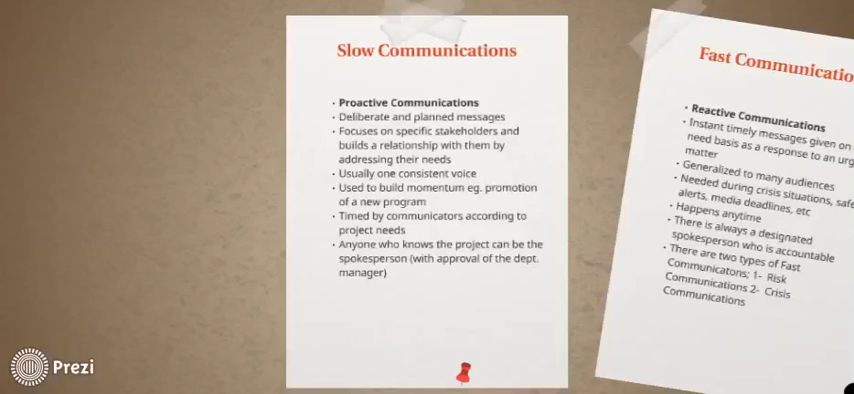 Slow Communications
• Proactive Communications
• Deliberate and planned messages
• Focuses on specific stakeholders and
builds a relationship with them by
addressing their needs
• Usually one consistent voice
• Used to build momentum eg. promotion
of a new program
• Timed by communicators according to
project needs
• Anyone who knows the project can be the
spokesperson (with approval of the dept.
manager)
Fast
• Reactive Communications
• Instant timely messages given on
need basis as a response to an
matter
• Generalized to many audiences
• Needed during crisis situations,
alerts, media deadlines, etc
• Happens anytime
• There is always a designated
spokesperson who is accountable
• There are two types of Fast
Communicatons; 1- Risk
Communications 2- Crisis
Communications
Prezi